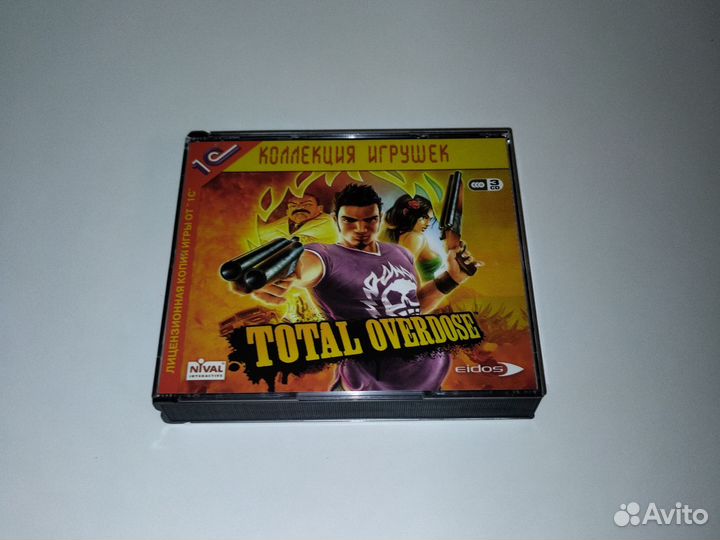 1С
КОЛЛЕКЦИЯ ИГРУШЕК
3
CD
ЛИЦЕНЗИОННАЯ КОПИЯ ИГРЫ ОТ "1С"
TOTAL OVERDOSE
NIVAL
INTERACTIVE
eidos
Avito